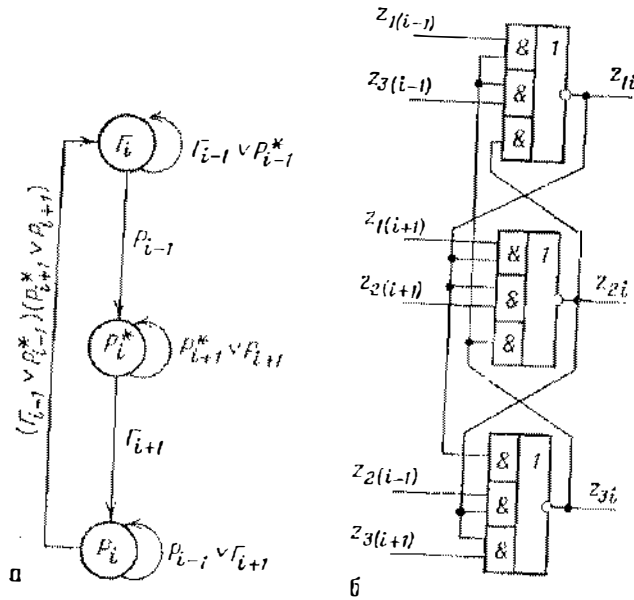 Γi
Γi-1 ∨ P*i-1
Pi-1
P*i
P*i+1 ∨ Pi+1
(Γi-1 ∨ P*i-1)(P*i+1 ∨ Pi+1)
Γi+1
Pi
Pi-i ∨ Γi+1
а
z1(i-1)
z3(i-1)
&
&
&
1
z1i
z1(i+1)
z2(i+1)
&
&
&
1
z2i
z2(i-1)
z3(i+1)
&
&
&
1
z3i
б